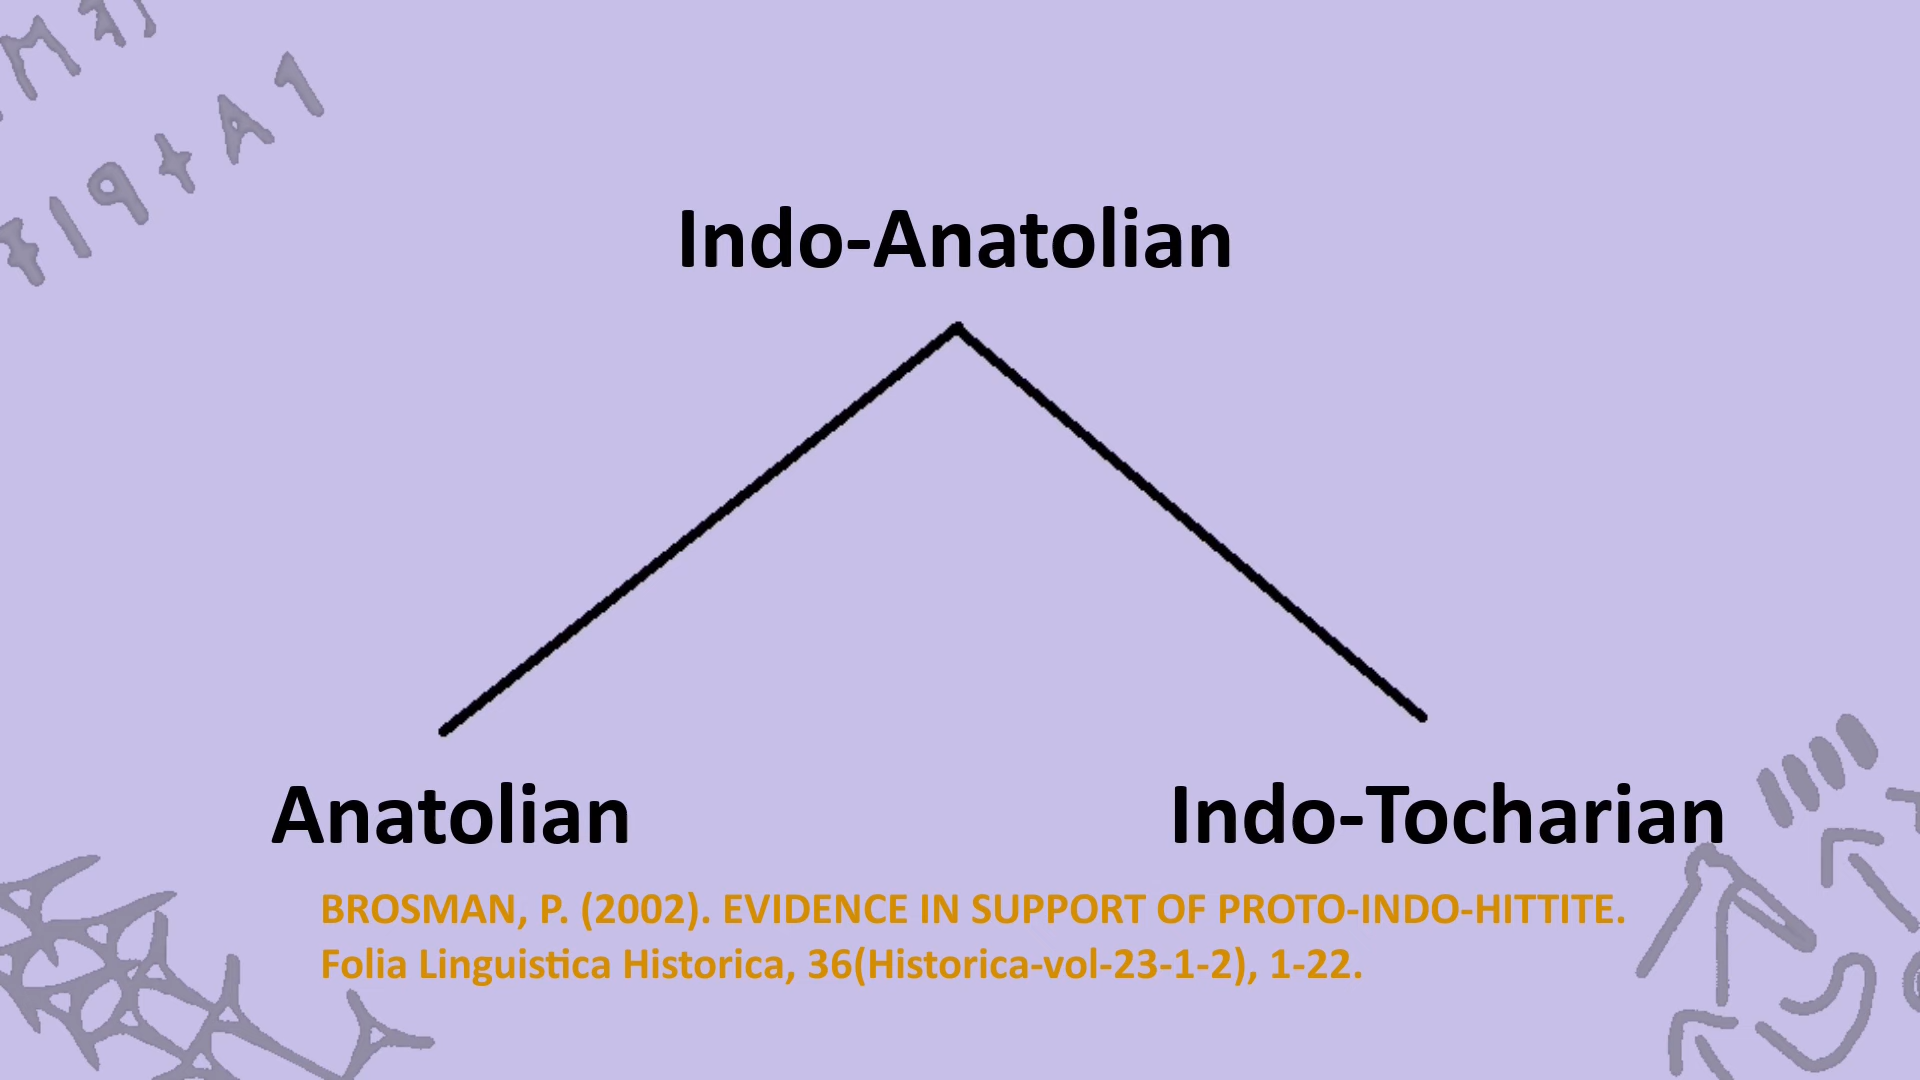 Indo-Anatolian
Anatolian
Indo-Tocharian
BROSMAN, P. (2002). EVIDENCE IN SUPPORT OF PROTO-INDO-HITTITE.
Folia Linguistica Historica, 36(Historica-vol-23-1-2), 1-22.